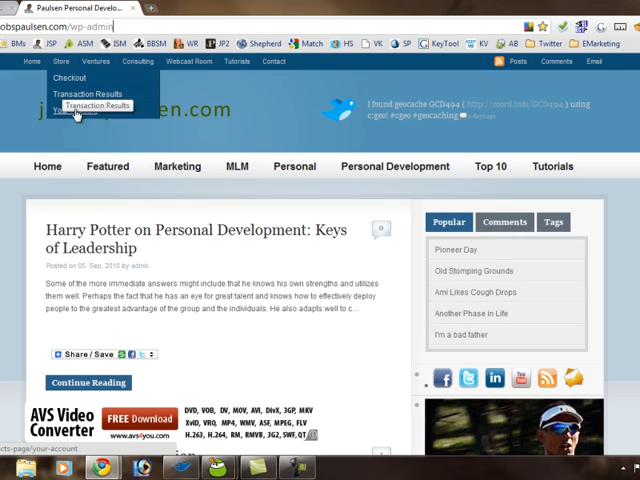 Paulsen Personal Develo...
obspaulsen.com/wp-admin
BMs AM ASM ISM BBSM WR JP2 Shepherd Match HJ SP KeyTool KV EI Twitter EMarketing
Home Store Ventures Consulting Webcast Room Tutorials Contact Posts Comments Email
Checkout
Transaction Results
Transaction Results
.com
I found geocache GCD494 ( http://coord.info/GCD494 ) using
c:geo! #cgeo #geocaching
Home Featured Marketing MLM Personal Personal Development Top 10 Tutorials
Harry Potter on Personal Development: Keys
of Leadership
0
Posted on 05. Sep, 2010 by admin.
Some of the more immediate answers might include that he knows his own strengths and utilizes
them well. Perhaps the fact that he has an eye for great talent and knows how to effectively deploy
people to the greatest advantage of the group and the individuals. He also adapts well to c...
Share / Save
Continue Reading
Popular Comments Tags
Pioneer Day
Old Stomping Grounds
Ami Likes Cough Drops
Another Phase in Life
I'm a bad father
AVS Video
Converter
FREE Download
www.avs4you.com
DVD, VOB, DV, MOV, AVI, DivX, 3GP, MKV
XviD, VRO, MP4, WMV, ASF, MPG, FLV
H.263, H.264, RM, RMVB, 3G2, SWF, QT
cts-page/your-account